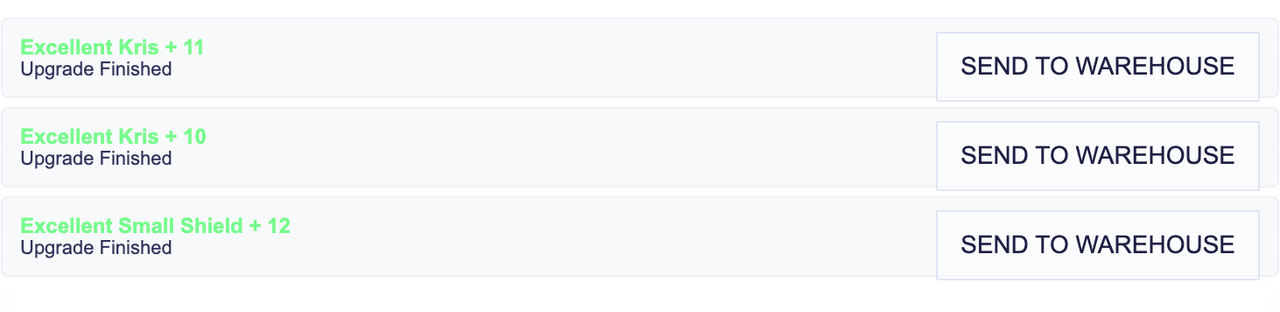 Excellent Kris + 11
Upgrade Finished
SEND TO WAREHOUSE
Excellent Kris + 10
Upgrade Finished
SEND TO WAREHOUSE
Excellent Small Shield + 12
Upgrade Finished
SEND TO WAREHOUSE